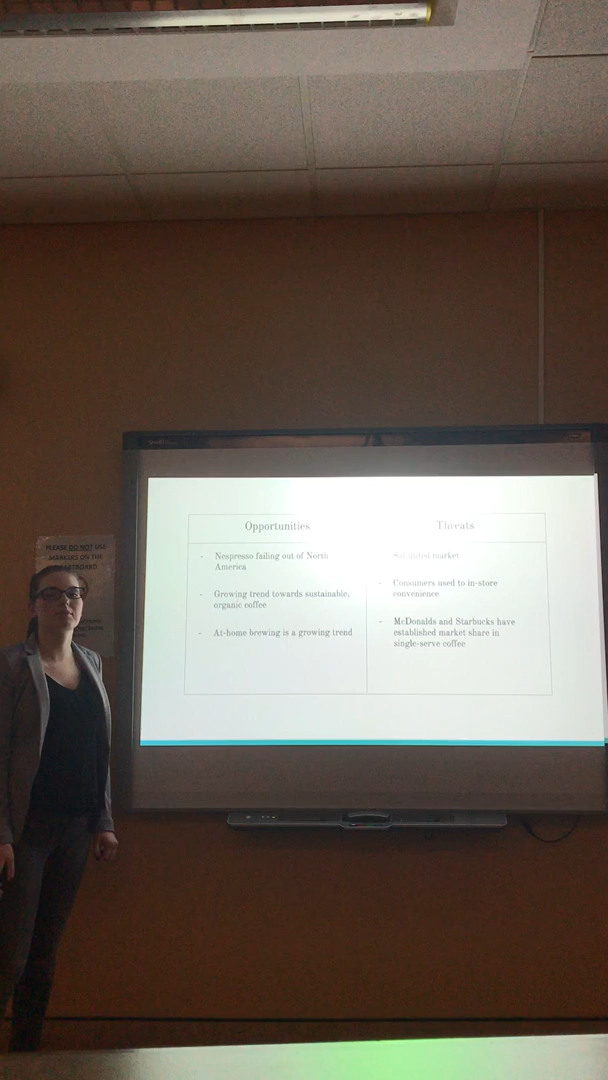 Opportunities
Threats
- Nespresso failing out of North
America
- Growing trend towards sustainable,
organic coffee
- At-home brewing is a growing trend
Saturated market
- Consumers used to in-store
convenience
- McDonalds and Starbucks have
established market share in
single-serve coffee
PLEASE DO NOT USE
MARKERS ON THE